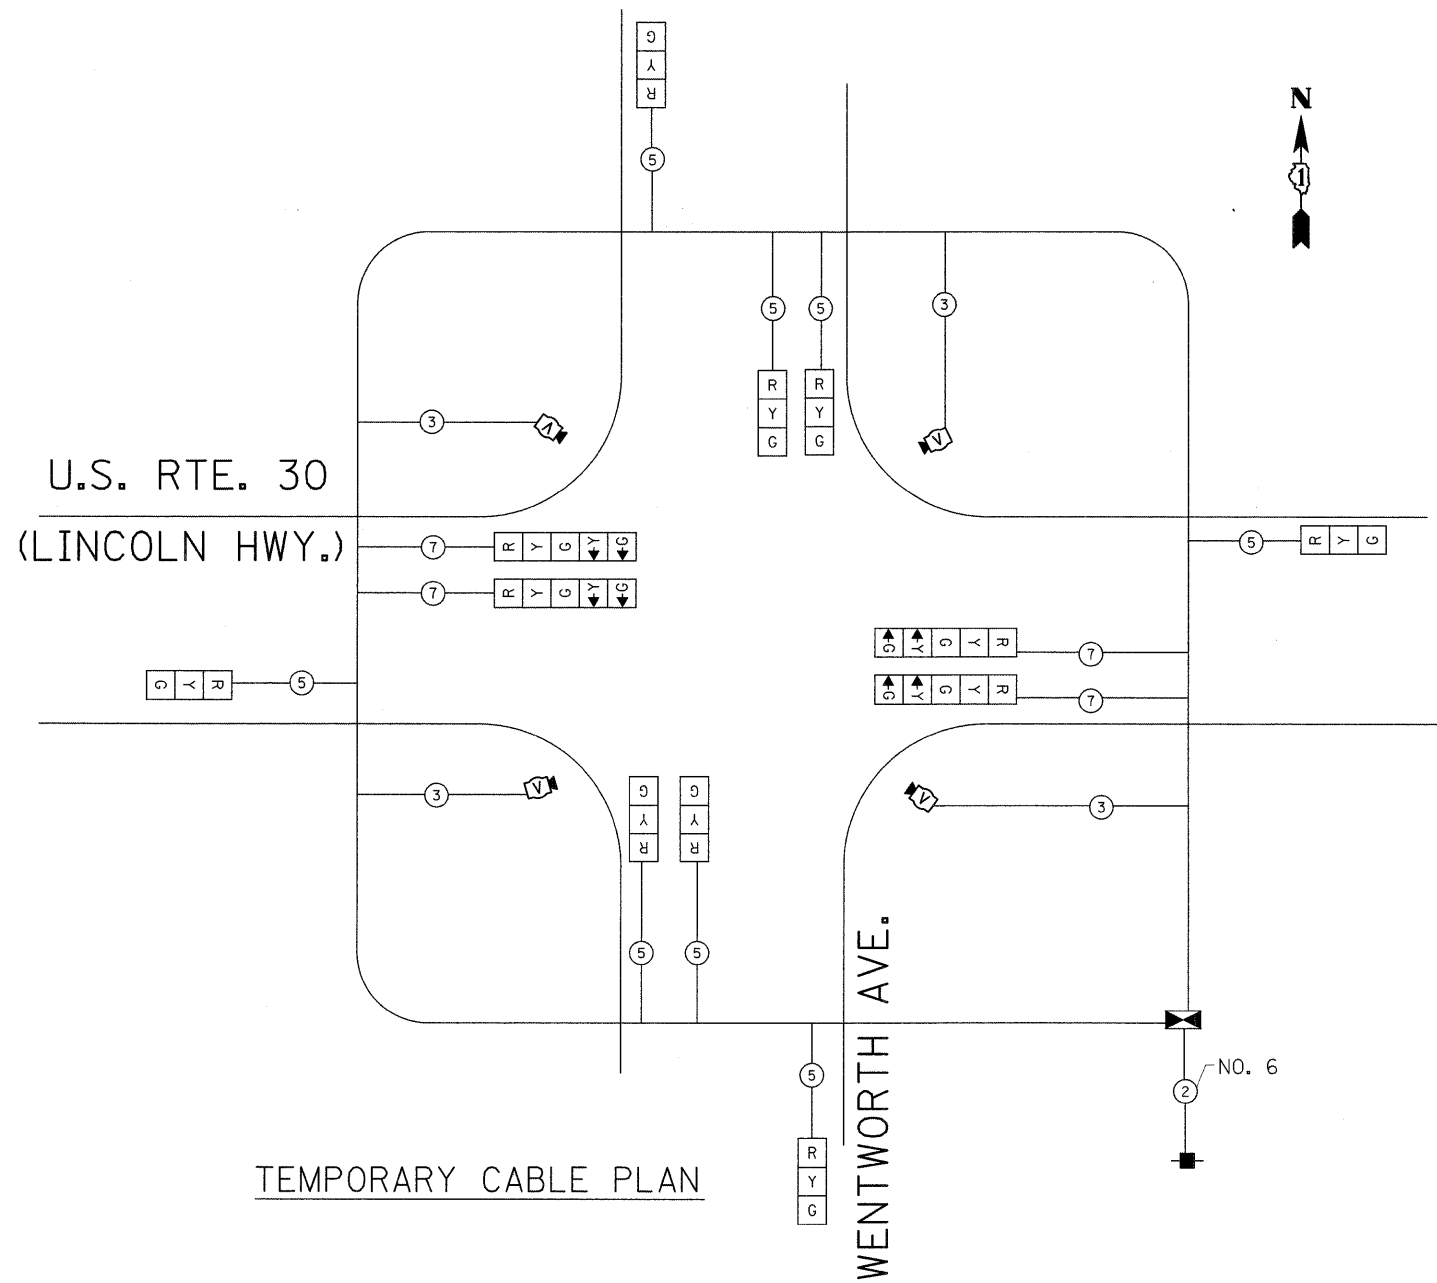 G
Y
R
N
1
5
5
5
3
R
Y
G
R
Y
G
3
V
V
U.S. RTE. 30
(LINCOLN HWY.)
7
R Y G Y G
5
R Y G
7
R Y G Y G
7
G Y G Y R
5
G Y R
7
G Y G Y R
3
V
G
Y
R
G
Y
R
V
3
5
5
WENTWORTH AVE.
5
NO. 6
2
R
Y
G
TEMPORARY CABLE PLAN